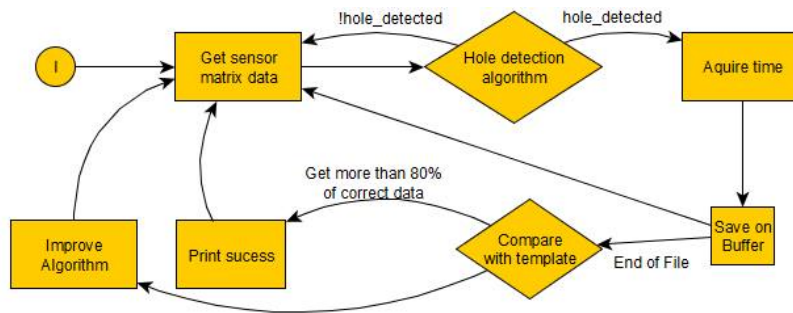 !hole_detected
hole_detected
I
Get sensor
matrix data
Hole detection
algorithm
Aquire time
Get more than 80%
of correct data
Improve
Algorithm
Print sucess
Compare
with template
End of File
Save on
Buffer